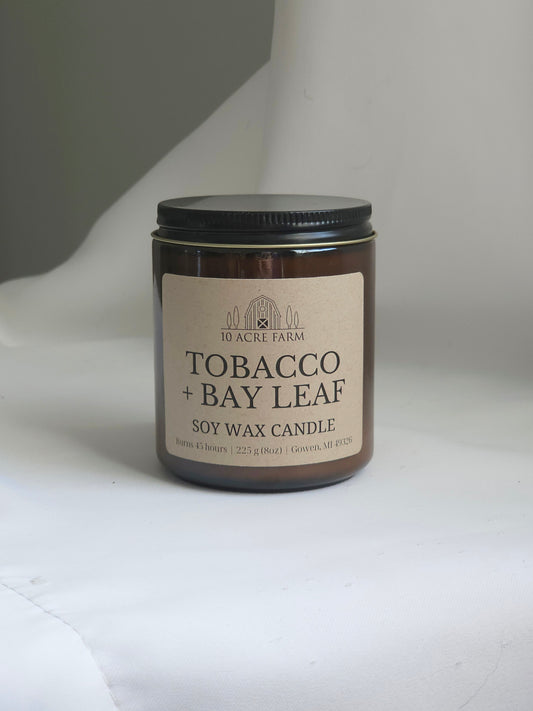 10 ACRE FARM
TOBACCO
+ BAY LEAF
SOY WAX CANDLE
Burns 45 hours | 225 g (8oz) | Gowen, MI 49326